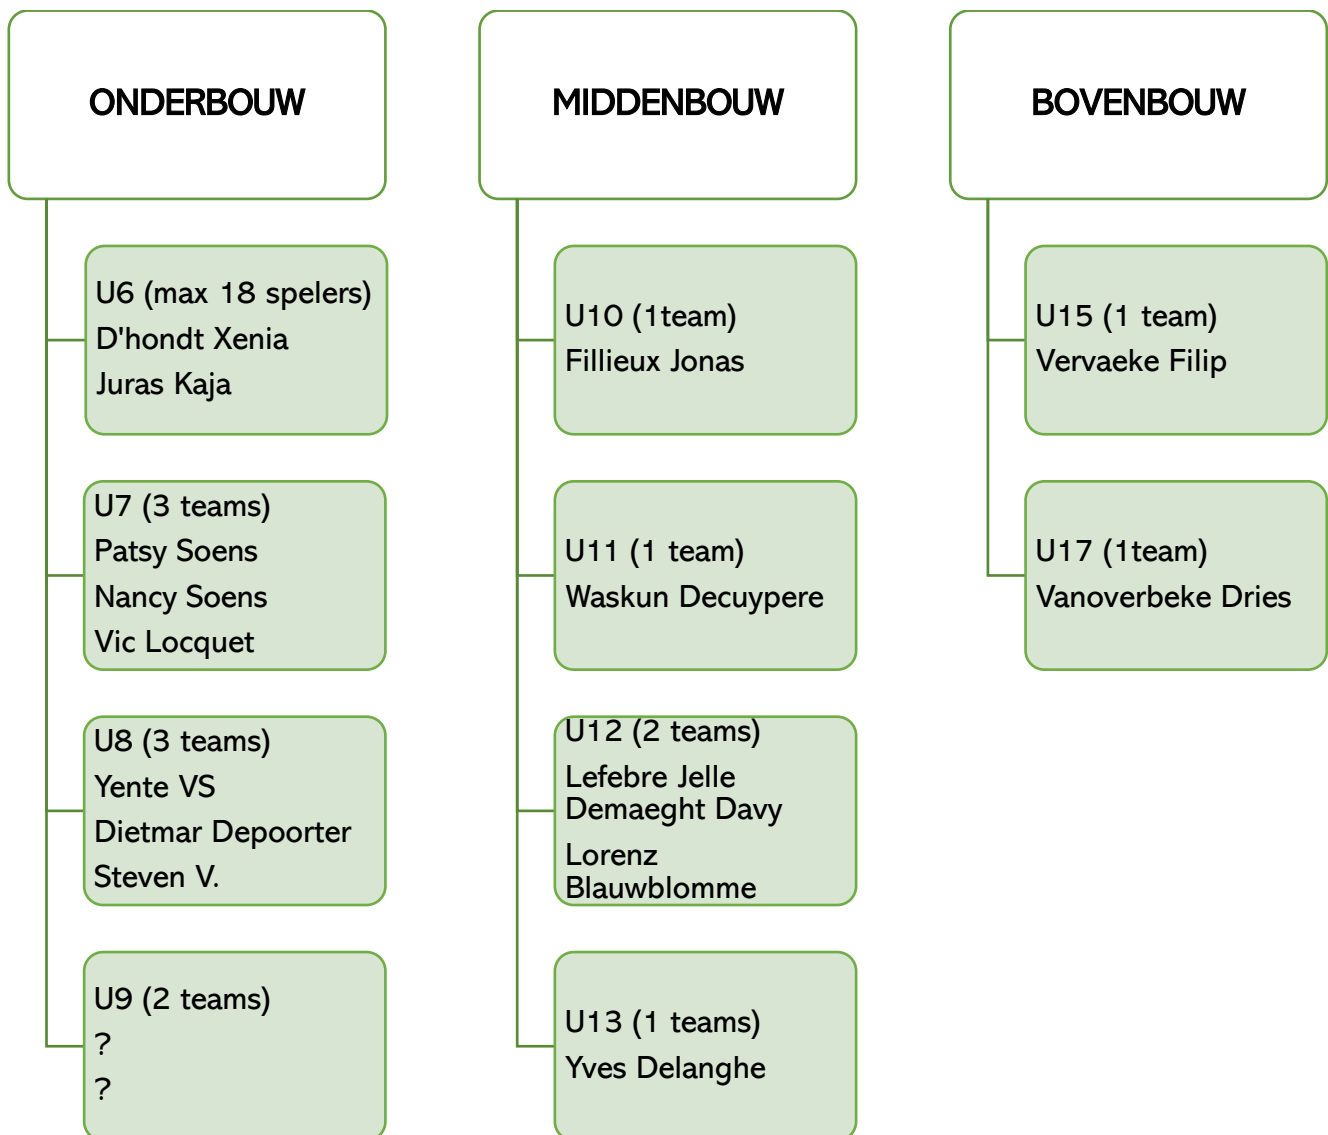 ONDERBOUW
U6 (max 18 spelers)
D'hondt Xenia
Juras Kaja
U7 (3 teams)
Patsy Soens
Nancy Soens
Vic Locquet
U8 (3 teams)
Yente VS
Dietmar Depoorter
Steven V.
U9 (2 teams)
?
?
MIDDENBOUW
U10 (1team)
Fillieux Jonas
U11 (1 team)
Waskun Decuypere
U12 (2 teams)
Lefebre Jelle
Demaeght Davy
Lorenz
Blauwblomme
U13 (1 teams)
Yves Delanghe
BOVENBOUW
U15 (1 team)
Vervaeke Filip
U17 (1team)
Vanoverbeke Dries